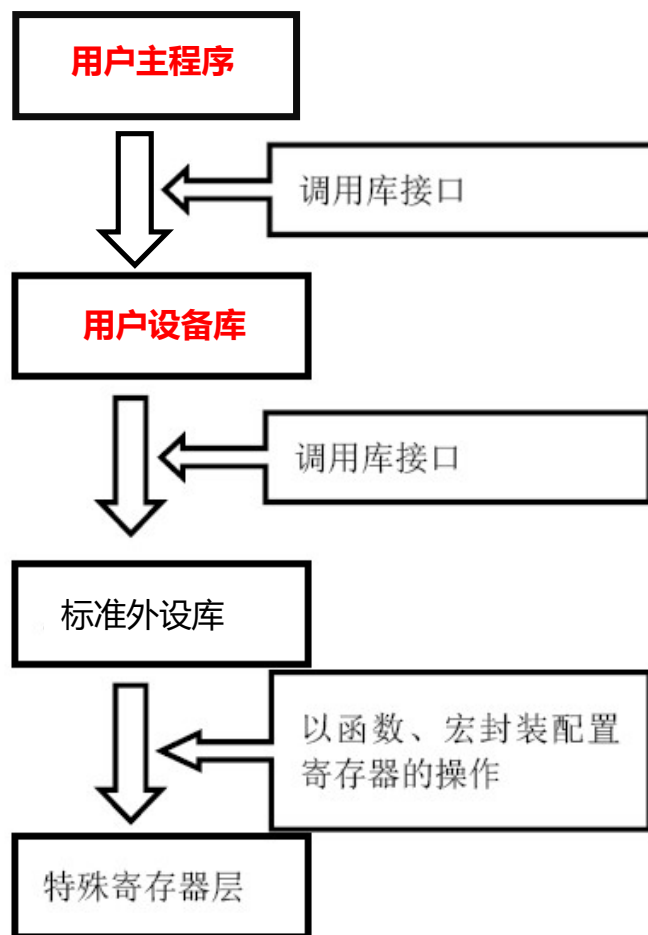 用户主程序
调用库接口
用户设备库
调用库接口
标准外设库
以函数、宏封装配置
寄存器的操作
特殊寄存器层